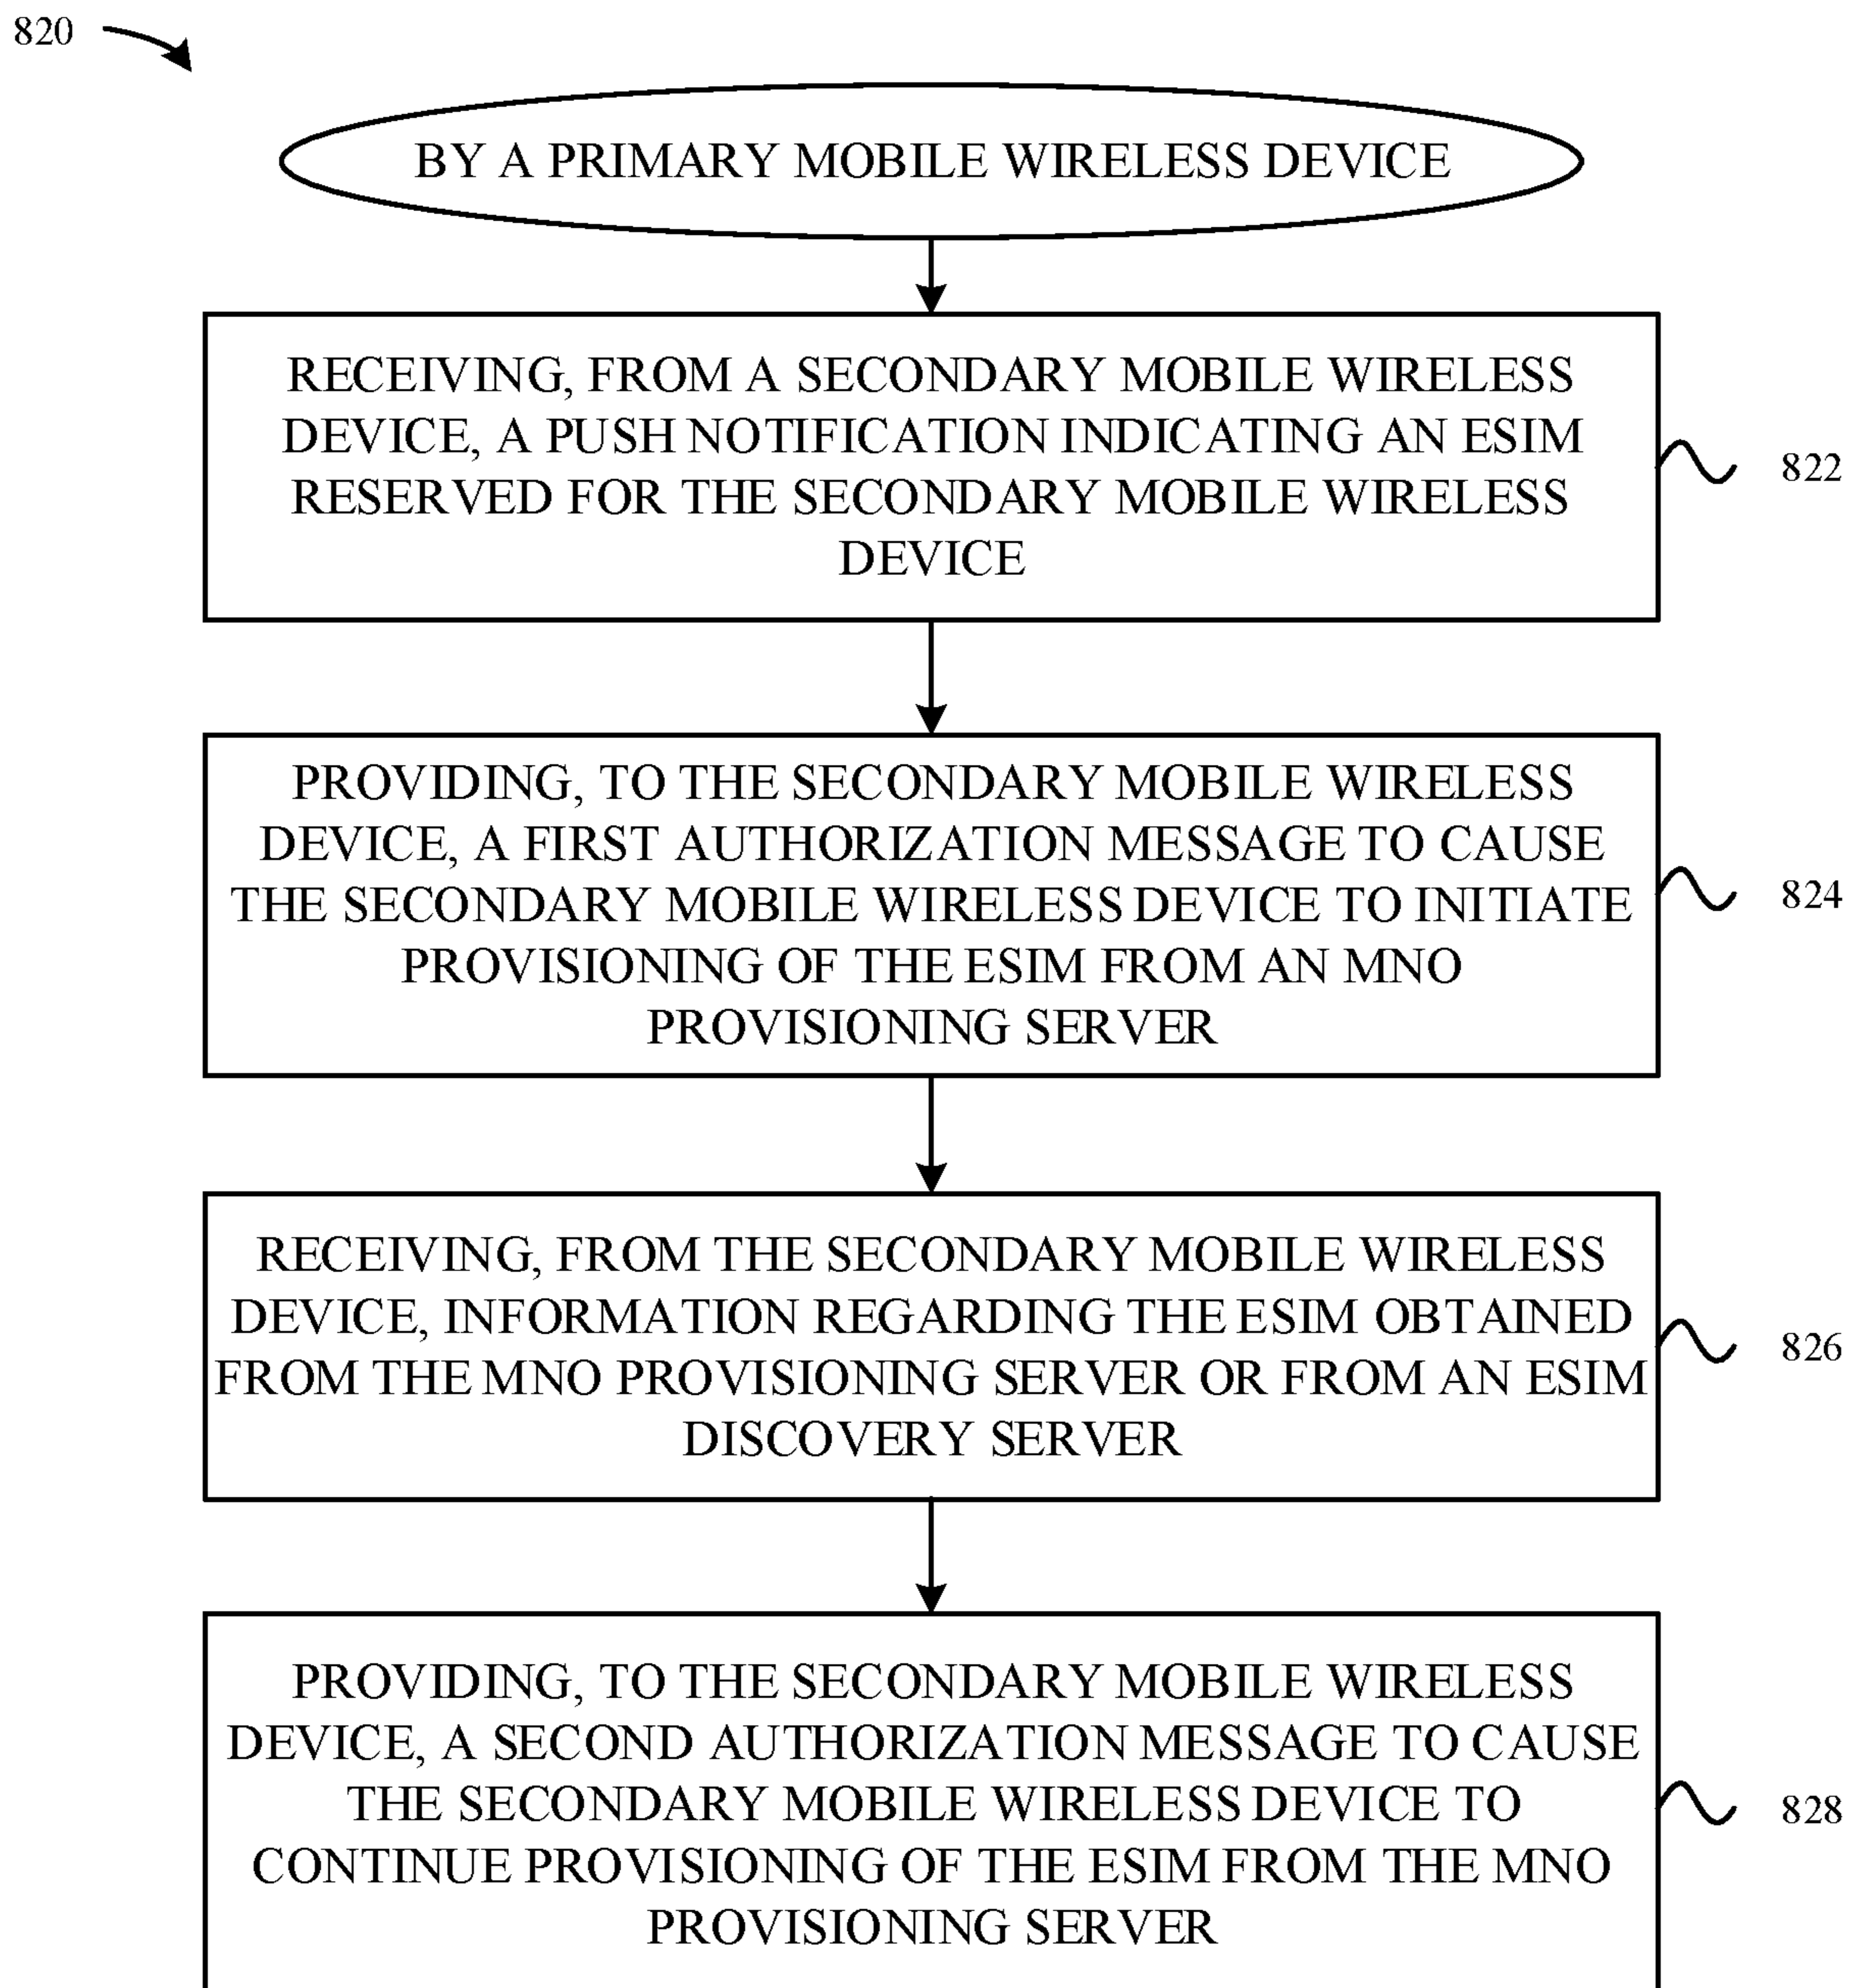 820
BY A PRIMARY MOBILE WIRELESS DEVICE
RECEIVING, FROM A SECONDARY MOBILE WIRELESS
DEVICE, A PUSH NOTIFICATION INDICATING AN ESIM
RESERVED FOR THE SECONDARY MOBILE WIRELESS
DEVICE
822
PROVIDING, TO THE SECONDARY MOBILE WIRELESS
DEVICE, A FIRST AUTHORIZATION MESSAGE TO CAUSE
THE SECONDARY MOBILE WIRELESS DEVICE TO INITIATE
PROVISIONING OF THE ESIM FROM AN MNO
PROVISIONING SERVER
824
RECEIVING, FROM THE SECONDARY MOBILE WIRELESS
DEVICE, INFORMATION REGARDING THE ESIM OBTAINED
FROM THE MNO PROVISIONING SERVER OR FROM AN ESIM
DISCOVERY SERVER
826
PROVIDING, TO THE SECONDARY MOBILE WIRELESS
DEVICE, A SECOND AUTHORIZATION MESSAGE TO CAUSE
THE SECONDARY MOBILE WIRELESS DEVICE TO
CONTINUE PROVISIONING OF THE ESIM FROM THE MNO
PROVISIONING SERVER
828